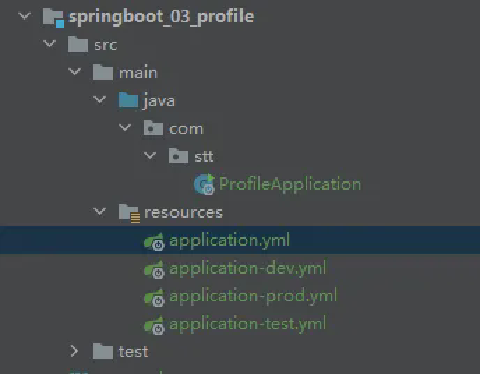 springboot_03_profile
src
main
java
com
stt
ProfileApplication
resources
application.yml
application-dev.yml
application-prod.yml
application-test.yml
test